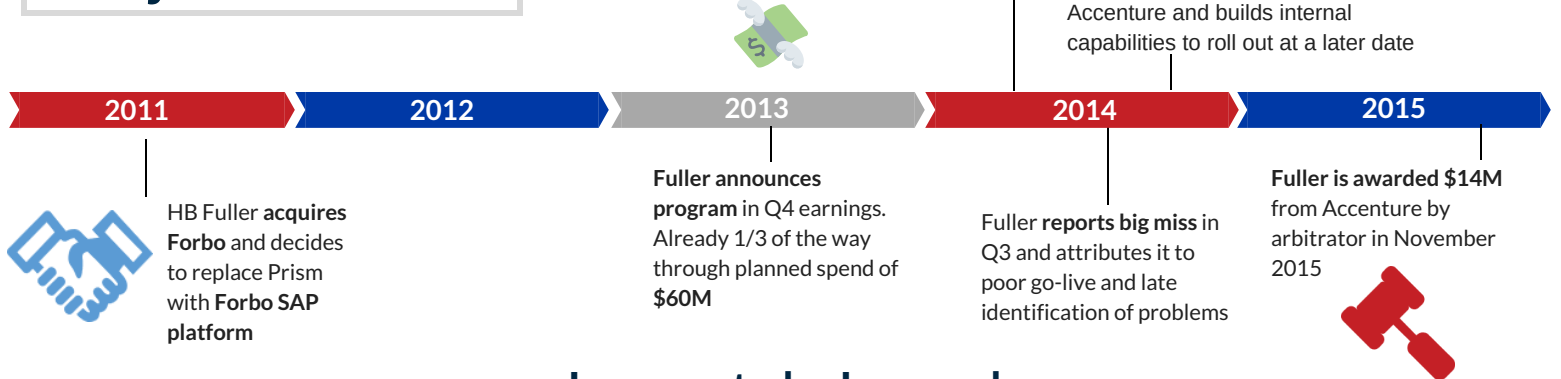 Accenture and builds internal
capabilities to roll out at a later date
2011
2012
2013
2014
2015
HB Fuller acquires
Forbo and decides
to replace Prism
with Forbo SAP
platform
Fuller announces
program in Q4 earnings.
Already 1/3 of the way
through planned spend of
$60M
Fuller reports big miss in
Q3 and attributes it to
poor go-live and late
identification of problems
Fuller is awarded $14M
from Accenture by
arbitrator in November
2015